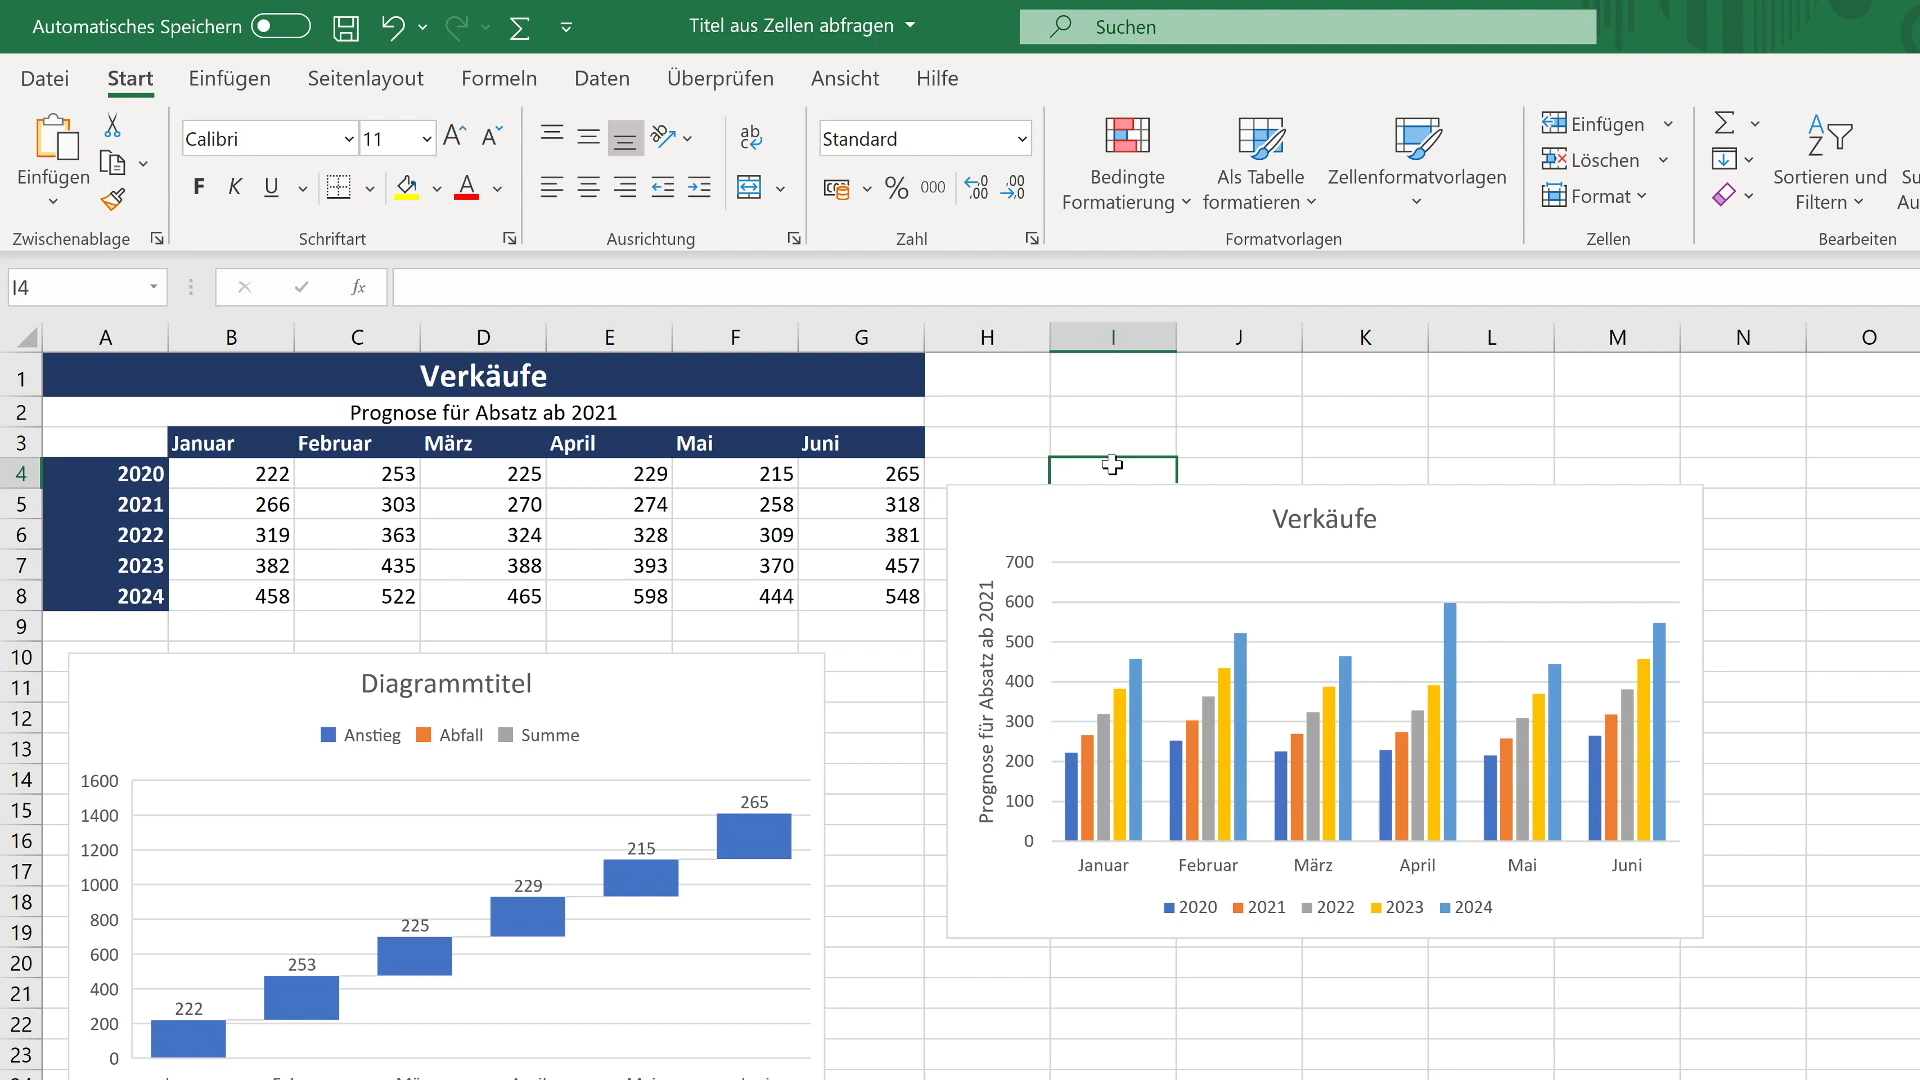 Automatisches Speichern
Titel aus Zellen abfragen
Suchen
Datei Start Einfügen Seitenlayout Formeln Daten Überprüfen Ansicht Hilfe
Einfügen
Zwischenablage
Calibri 11
F K U
Schriftart
Ausrichtung
Standard
% 000
Zahl
Bedingte Formatierung
Als Tabelle formatieren
Zellenformatvorlagen
Formatvorlagen
Einfügen
Löschen
Format
Zellen
Sortieren und
Filtern
Bearbeiten
I4
fx
A B C D E F G H I J K L M N O
1 Verkäufe
2 Prognose für Absatz ab 2021
3 Januar Februar März April Mai Juni
4 2020 222 253 225 229 215 265
5 2021 266 303 270 274 258 318
6 2022 319 363 324 328 309 381
7 2023 382 435 388 393 370 457
8 2024 458 522 465 598 444 548
9
10
11
12
13
14
15
16
17
18
19
20
21
22
23
Diagrammtitel
Anstieg Abfall Summe
1600
1400
1200
1000
800
600
400
200
0
222
253
225
229
215
265
Verkäufe
Prognose für Absatz ab 2021
700
600
500
400
300
200
100
0
Januar Februar März April Mai Juni
2020 2021 2022 2023 2024